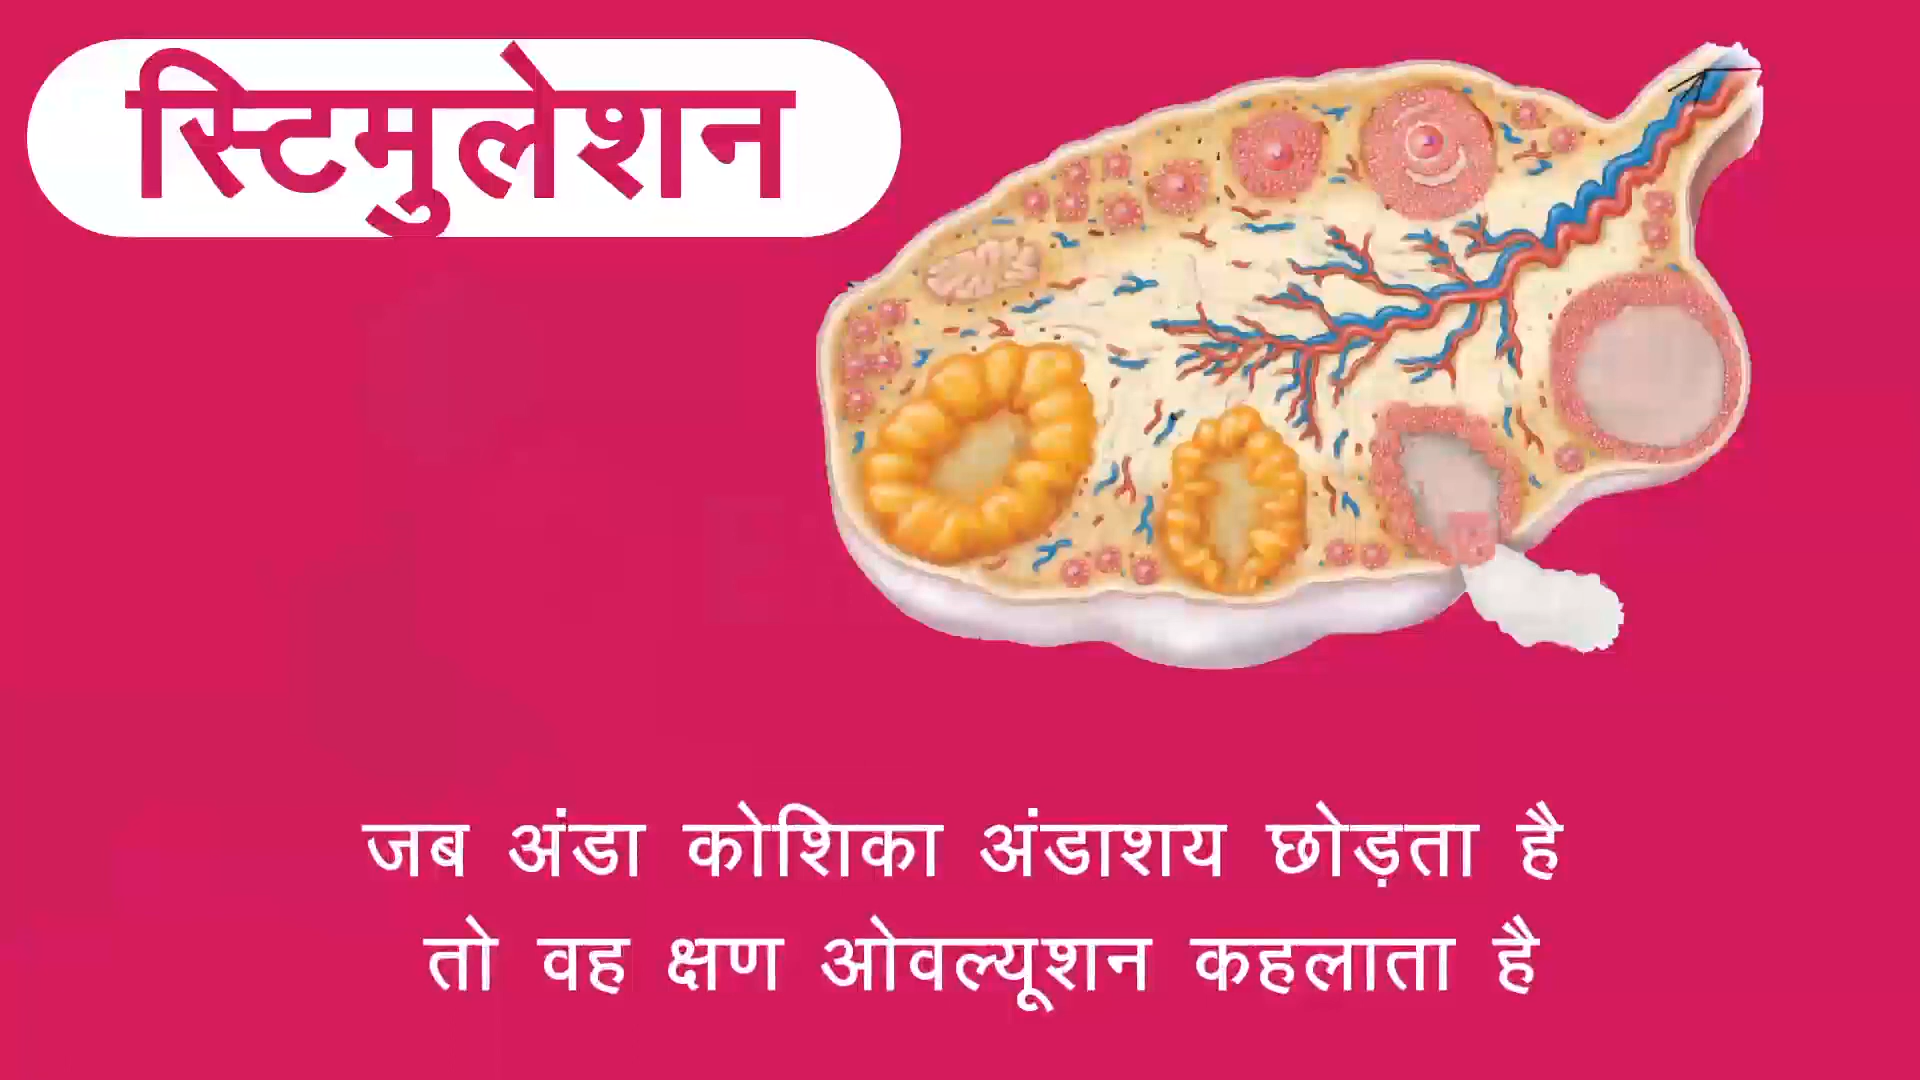 स्टिमुलेशन
जब अंडा कोशिका अंडाशय छोड़ता है
तो वह क्षण ओवल्यूशन कहलाता है